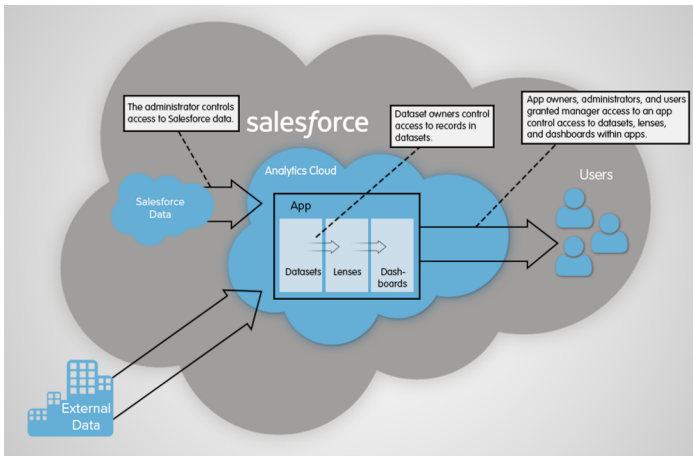 The administrator controls
access to Salesforce data.
salesforce
Dataset owners control
access to records in
datasets.
App owners, administrators, and users
granted manager access to an app
control access to datasets, lenses,
and dashboards within apps.
Analytics Cloud
Users
Salesforce
Data
App
Datasets
Lenses
Dash-
boards
External
Data